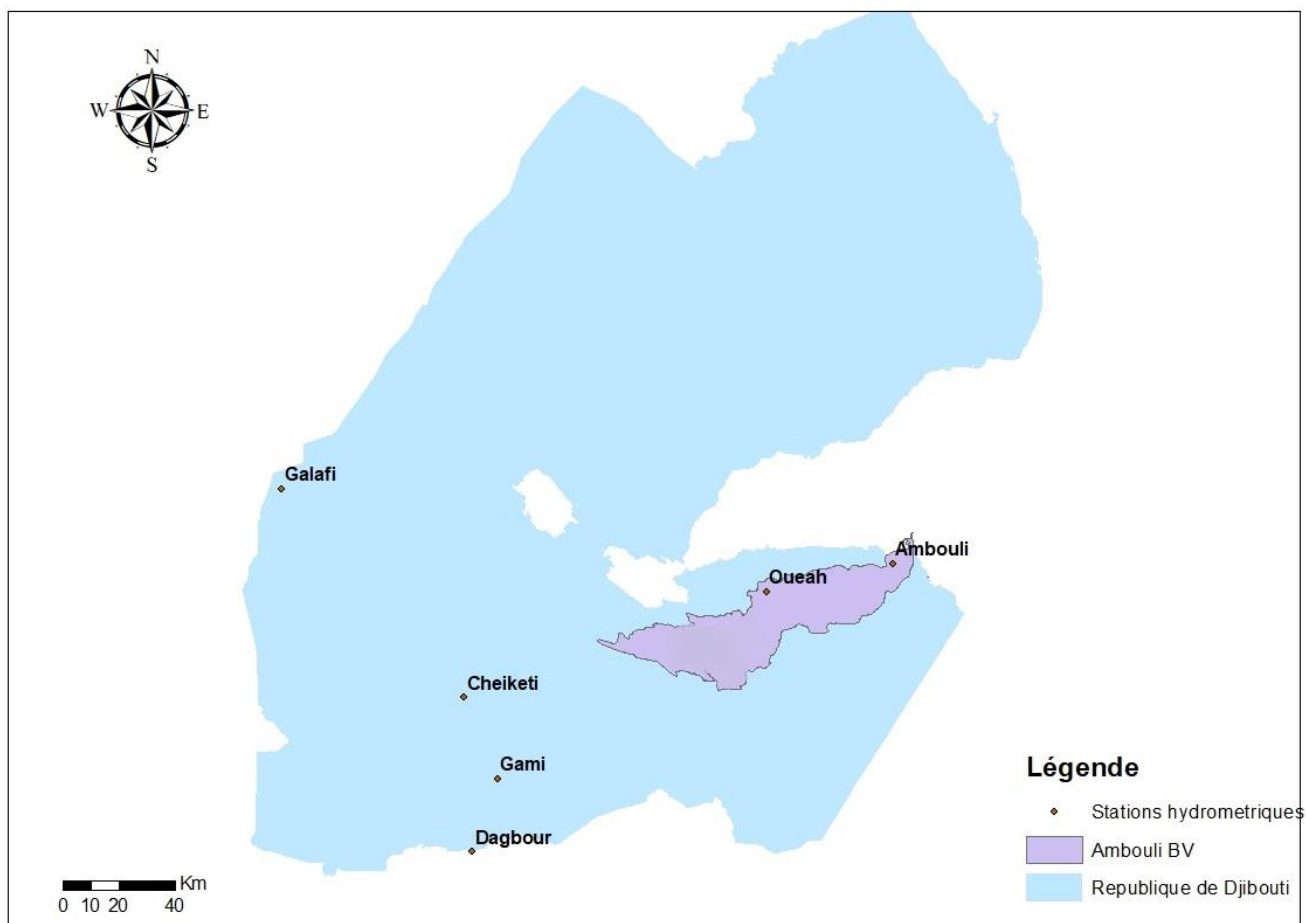 N
W E
S
Galafi
Ambouli
Oueah
Cheiketi
Gami
Dagbour
Légende
Stations hydrometriques
Ambouli BV
Republique de Djibouti
Km
0 10 20 40